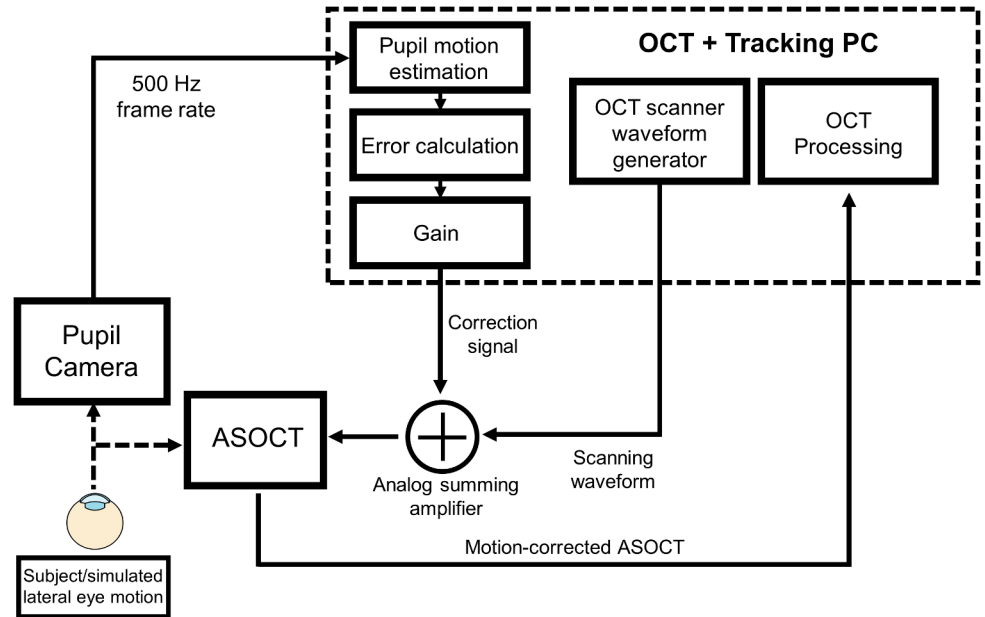 OCT + Tracking PC
Pupil motion
estimation
500 Hz
frame rate
Error calculation
OCT scanner
waveform
generator
OCT
Processing
Gain
Correction
signal
Pupil
Camera
ASOCT
Analog summing
amplifier
Scanning
waveform
Motion-corrected ASOCT
Subject/simulated
lateral eye motion